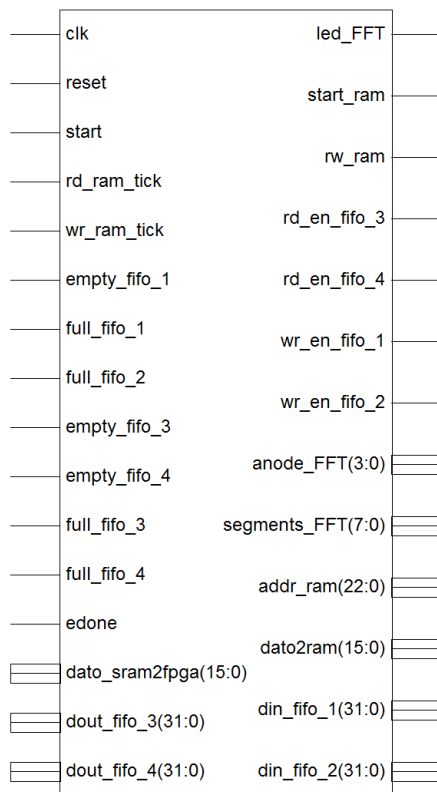 clk
reset
start
rd_ram_tick
wr_ram_tick
empty_fifo_1
full_fifo_1
full_fifo_2
empty_fifo_3
empty_fifo_4
full_fifo_3
full_fifo_4
edone
dato_sram2fpga(15:0)
dout_fifo_3(31:0)
dout_fifo_4(31:0)
led_FFT
start_ram
rw_ram
rd_en_fifo_3
rd_en_fifo_4
wr_en_fifo_1
wr_en_fifo_2
anode_FFT(3:0)
segments_FFT(7:0)
addr_ram(22:0)
dato2ram(15:0)
din_fifo_1(31:0)
din_fifo_2(31:0)